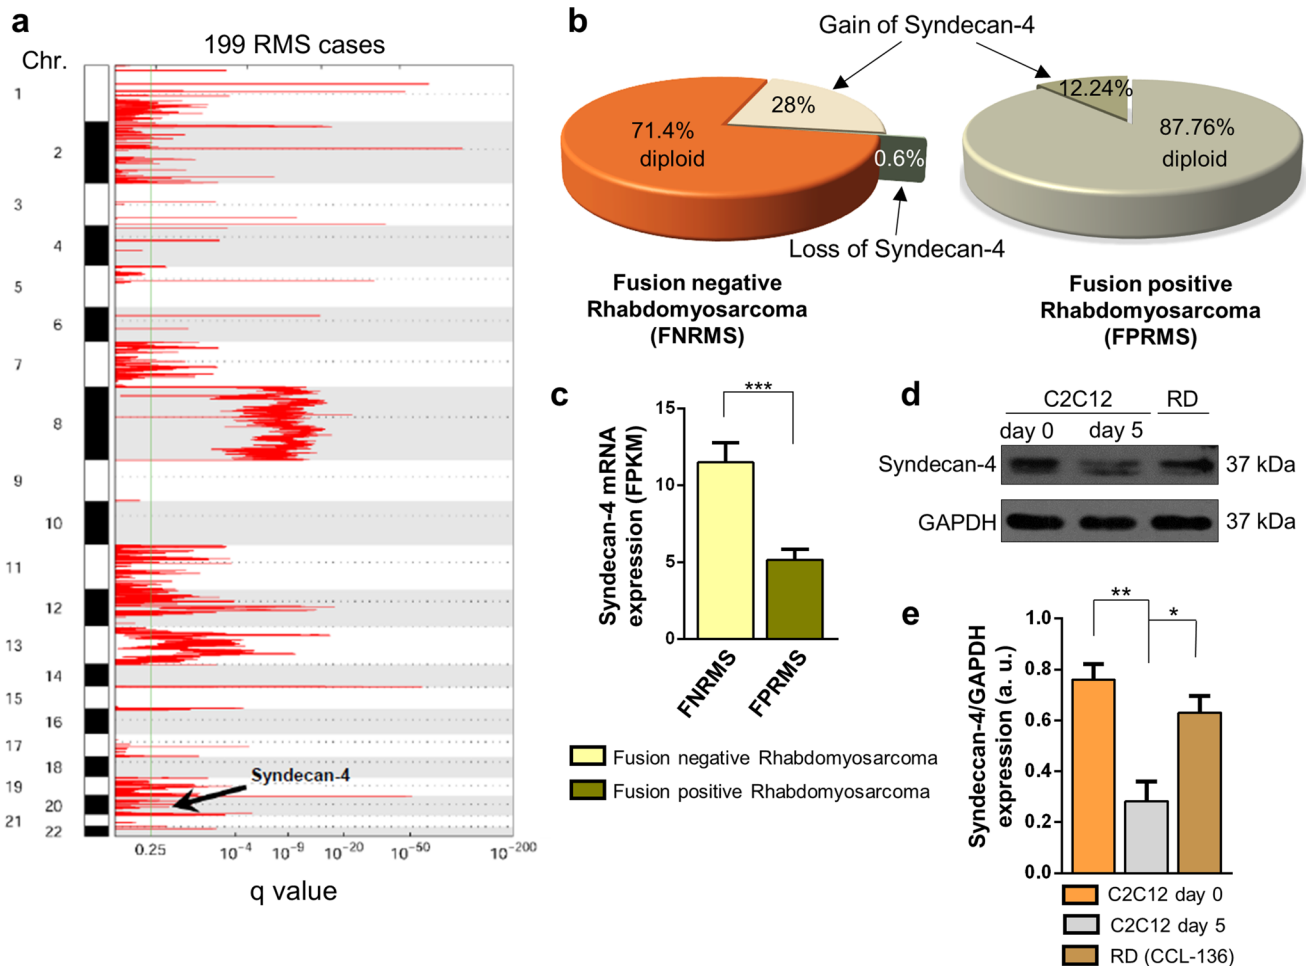 a
199 RMS cases
Chr.
1
2
3
4
5
6
7
8
9
10
11
12
13
14
15
16
17
18
19
20
21
22
Syndecan-4
0.25
10⁻⁴
10⁻⁹
10⁻²⁰
10⁻⁵⁰
10⁻²⁰⁰
q value
b
Gain of Syndecan-4
28%
71.4%
diploid
0.6%
Loss of Syndecan-4
Fusion negative
Rhabdomyosarcoma
(FNRMS)
12.24%
87.76%
diploid
Fusion positive
Rhabdomyosarcoma
(FPRMS)
c
***
Syndecan-4 mRNA
expression (FPKM)
15
10
5
0
FNRMS
FPRMS
Fusion negative Rhabdomyosarcoma
Fusion positive Rhabdomyosarcoma
d
C2C12 RD
day 0 day 5
Syndecan-4 37 kDa
GAPDH 37 kDa
e
** *
Syndeccan-4/GAPDH
expression (a. u.)
1.0
0.8
0.6
0.4
0.2
0.0
C2C12 day 0
C2C12 day 5
RD (CCL-136)